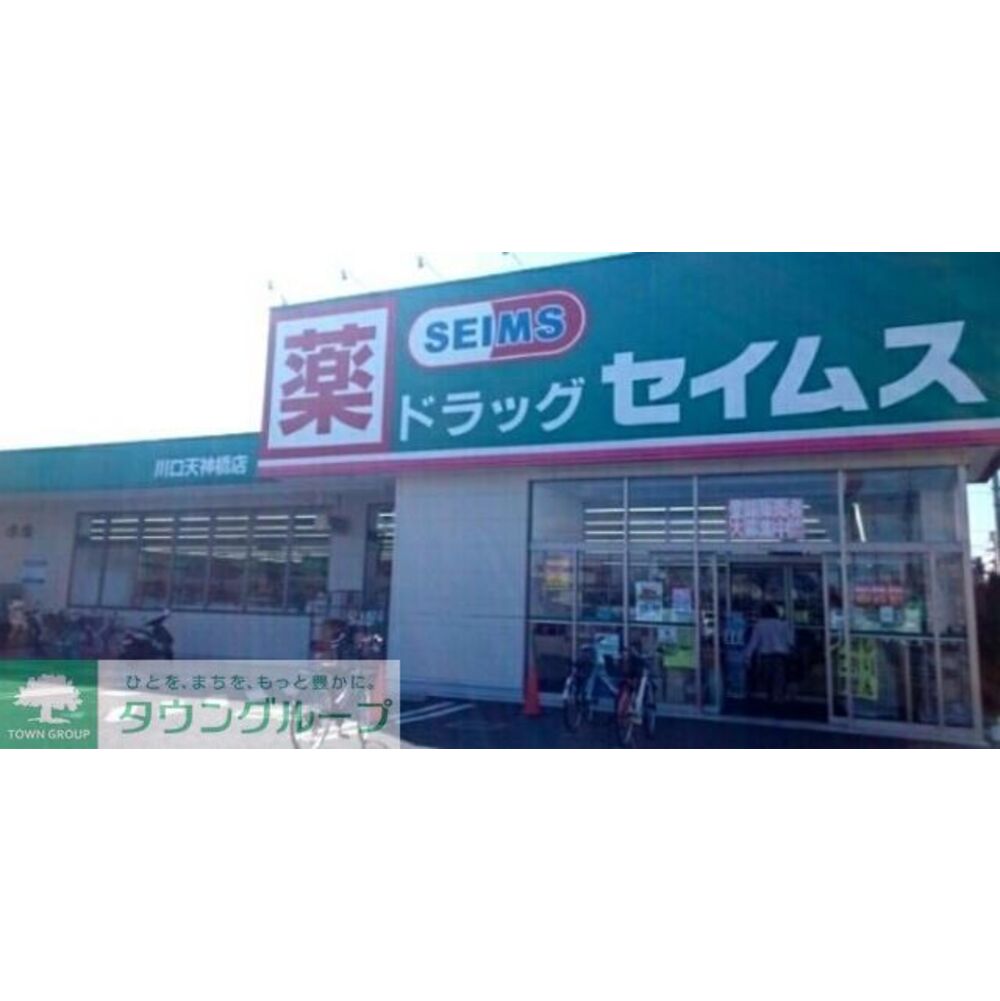 薬
SEIMS
ドラッグ セイムス
川口天神橋店
ひとを、まちを、もっと豊かに。
タウングループ
TOWN GROUP